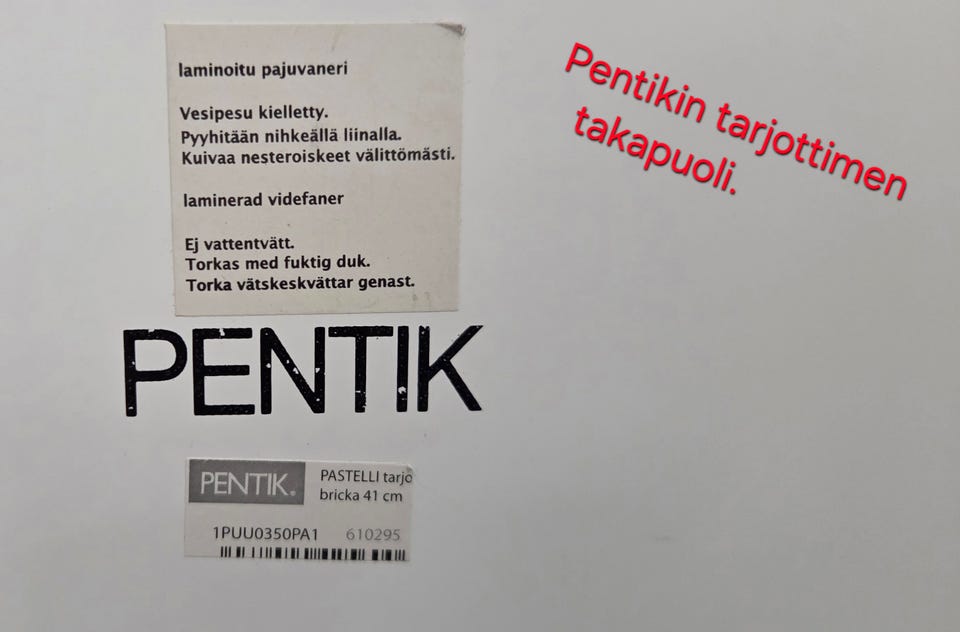 laminoitu pajuvaneri
Vesipesu kielletty.
Pyyhitään nihkeällä liinalla.
Kuivaa nesteroiskeet välittömästi.
laminerad videfaner
Ej vattentvätt.
Torkas med fuktig duk.
Torka vätskeskvättar genast.
PENTIK
PENTIK®
PASTELLI tarjo
bricka 41 cm
1PUU0350PA1 610295
Pentikin tarjottimen
takapuoli.